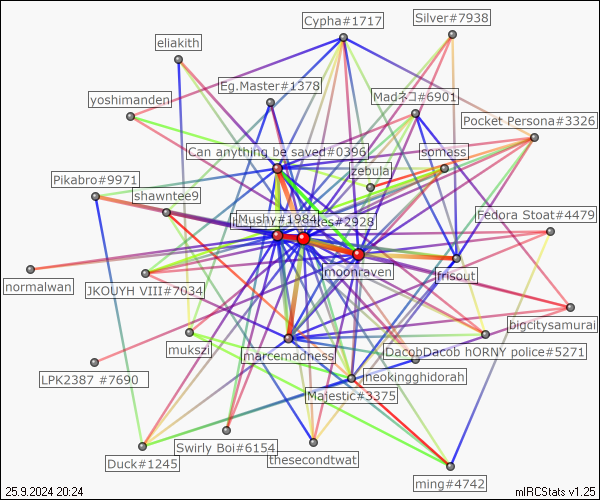 Silver#7938
Cypha#1717
eliakith
Eg.Master#1378
yoshimanden
Madネコ#6901
Pocket Persona#3326
Can anything be saved#0396
somass
zebula
Pikabro#9971
shawntee9
Mushy#1984
es#2928
Fedora Stoat#4479
moonraven
frisout
normalwan
JKOUYH VIII#7034
bigcitysamurai
mukszil
marcemadness
DacobDacob hORNY police#5271
LPK2387 #7690
neokingghidorah
Majestic#3375
Swirly Boi#6154
Duck#1245
thesecondtwat
ming#4742
25.9.2024 20:24
mIRCStats v1.25